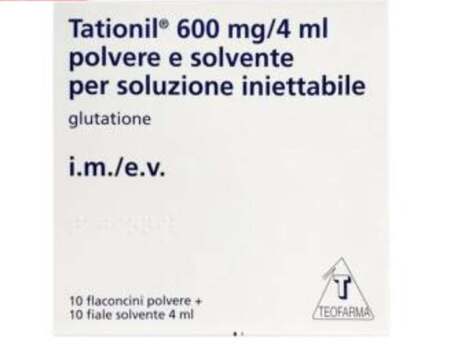 Tationil® 600 mg/4 ml
polvere e solvente
per soluzione iniettabile
glutatione
i.m./e.v.
10 flaconcini polvere +
10 fiale solvente 4 ml
T
TEOFARMA